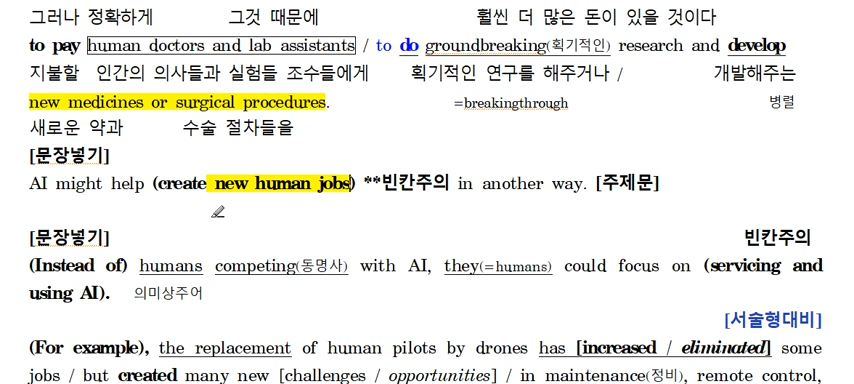 그러나 정확하게 그것 때문에 훨씬 더 많은 돈이 있을 것이다
to pay human doctors and lab assistants / to do groundbreaking(획기적인) research and develop
지불할 인간의 의사들과 실험들 조수들에게 획기적인 연구를 해주거나 / 개발해주는
new medicines or surgical procedures. =breakingthrough 병렬
새로운 약과 수술 절차들을
[문장넣기]
AI might help (create new human jobs) **빈칸주의 in another way. [주제문]
[문장넣기] 빈칸주의
(Instead of) humans competing(동명사) with AI, they(=humans) could focus on (servicing and
using AI). 의미상주어
[서술형대비]
(For example), the replacement of human pilots by drones has [increased / eliminated] some
jobs / but created many new [challenges / opportunities] / in maintenance(정비), remote control,